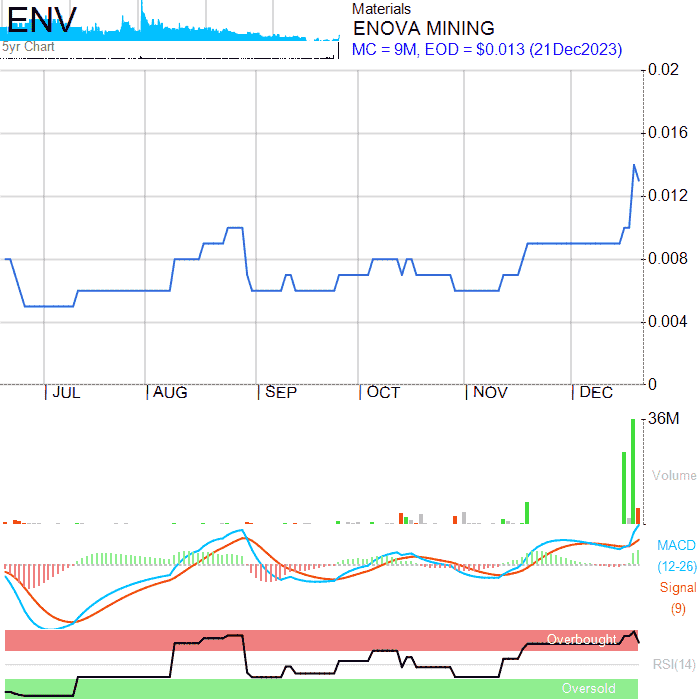 ENV
5yr Chart
Materials
ENOVA MINING
MC = 9M, EOD = $0.013 (21Dec2023)
0.02
0.016
0.012
0.008
0.004
0
JUL
AUG
SEP
OCT
NOV
DEC
36M
Volume
MACD
(12-26)
Signal
(9)
Overbought
RSI(14)
Oversold